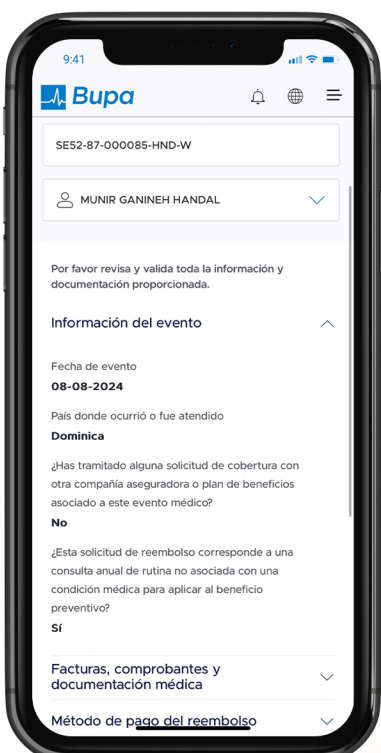 9:41
Bupa
SE52-87-000085-HND-W
MUNIR GANINEH HANDAL
Por favor revisa y valida toda la información y
documentación proporcionada.
Información del evento
Fecha de evento
08-08-2024
País donde ocurrió o fue atendido
Dominica
¿Has tramitado alguna solicitud de cobertura con
otra compañía aseguradora o plan de beneficios
asociado a este evento médico?
No
¿Esta solicitud de reembolso corresponde a una
consulta anual de rutina no asociada con una
condición médica para aplicar al beneficio
preventivo?
Sí
Facturas, comprobantes y
documentación médica
Método de pago del reembolso